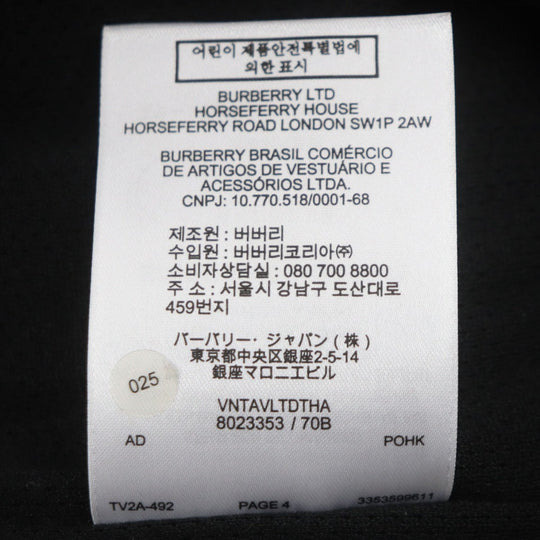 어린이 제품안전특별법에
의한 표시
BURBERRY LTD
HORSEFERRY HOUSE
HORSEFERRY ROAD LONDON SW1P 2AW
BURBERRY BRASIL COMÉRCIO
DE ARTIGOS DE VESTUÁRIO E
ACESSÓRIOS LTDA.
CNPJ: 10.770.518/0001-68
제조원 : 버버리
수입원 : 버버리코리아㈜
소비자상담실 : 080 700 8800
주 소 : 서울시 강남구 도산대로
459번지
バーバリー・ジャパン（株）
東京都中央区銀座2-5-14
銀座マロニエビル
025
VNTAVLTDTHA
8023353 / 70B
AD POHK
TV2A-492 PAGE 4 3353599611